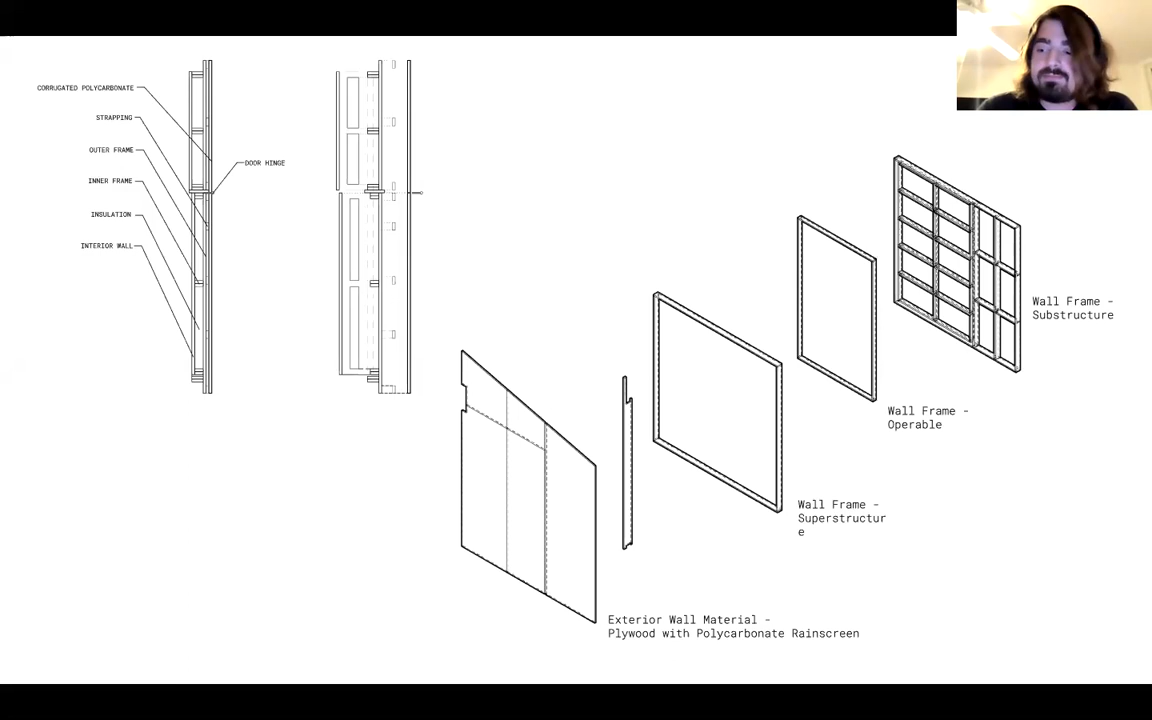 CORRUGATED POLYCARBONATE
STRAPPING
OUTER FRAME
DOOR HINGE
INNER FRAME
INSULATION
INTERIOR WALL
Wall Frame -
Substructure
Wall Frame -
Operable
Wall Frame -
Superstructur
e
Exterior Wall Material -
Plywood with Polycarbonate Rainscreen